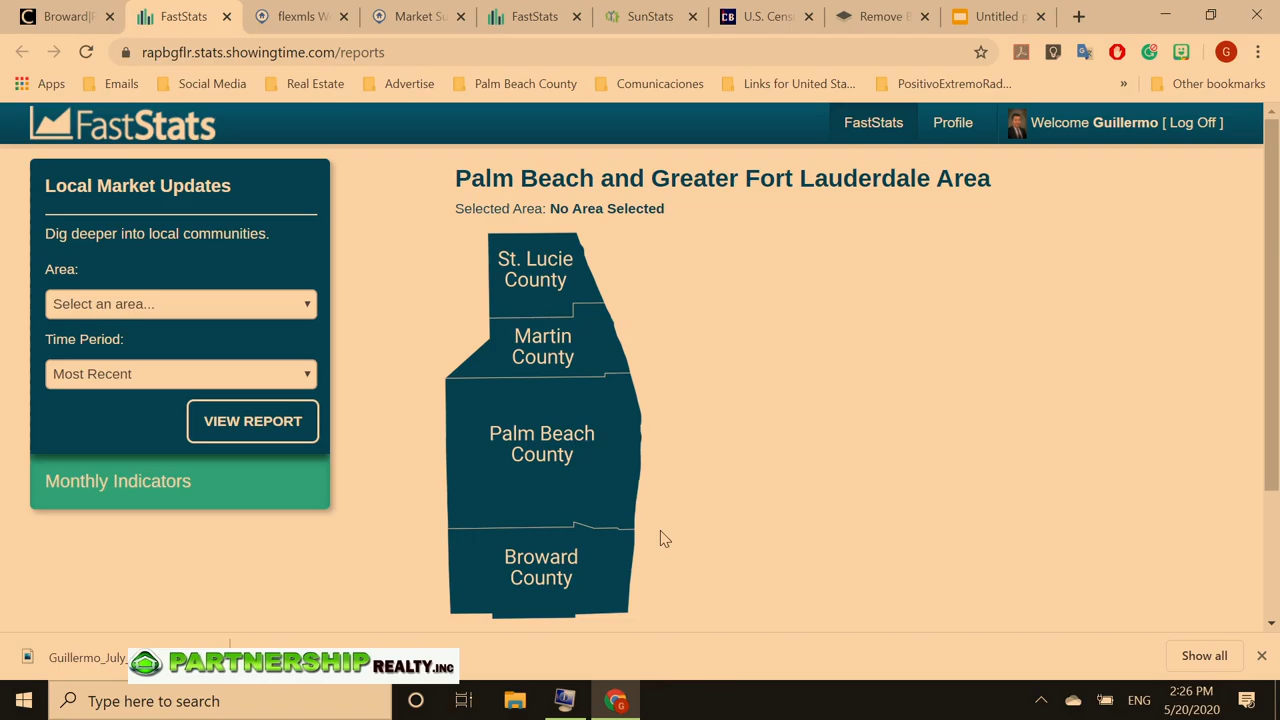 Broward|P
FastStats
flexmls W
Market Su
FastStats
SunStats
U.S. Cens
Remove B
Untitled p
rapbgflr.stats.showingtime.com/reports
Apps
Emails
Social Media
Real Estate
Advertise
Palm Beach County
Comunicaciones
Links for United Sta...
PositivoExtremoRad...
»
Other bookmarks
FastStats
FastStats
Profile
Welcome Guillermo [ Log Off ]
Local Market Updates
Dig deeper into local communities.
Area:
Select an area...
Time Period:
Most Recent
VIEW REPORT
Monthly Indicators
Palm Beach and Greater Fort Lauderdale Area
Selected Area: No Area Selected
St. Lucie
County
Martin
County
Palm Beach
County
Broward
County
Guillermo_July_
PARTNERSHIP REALTY.INC
Show all
Type here to search
ENG
2:26 PM
5/20/2020